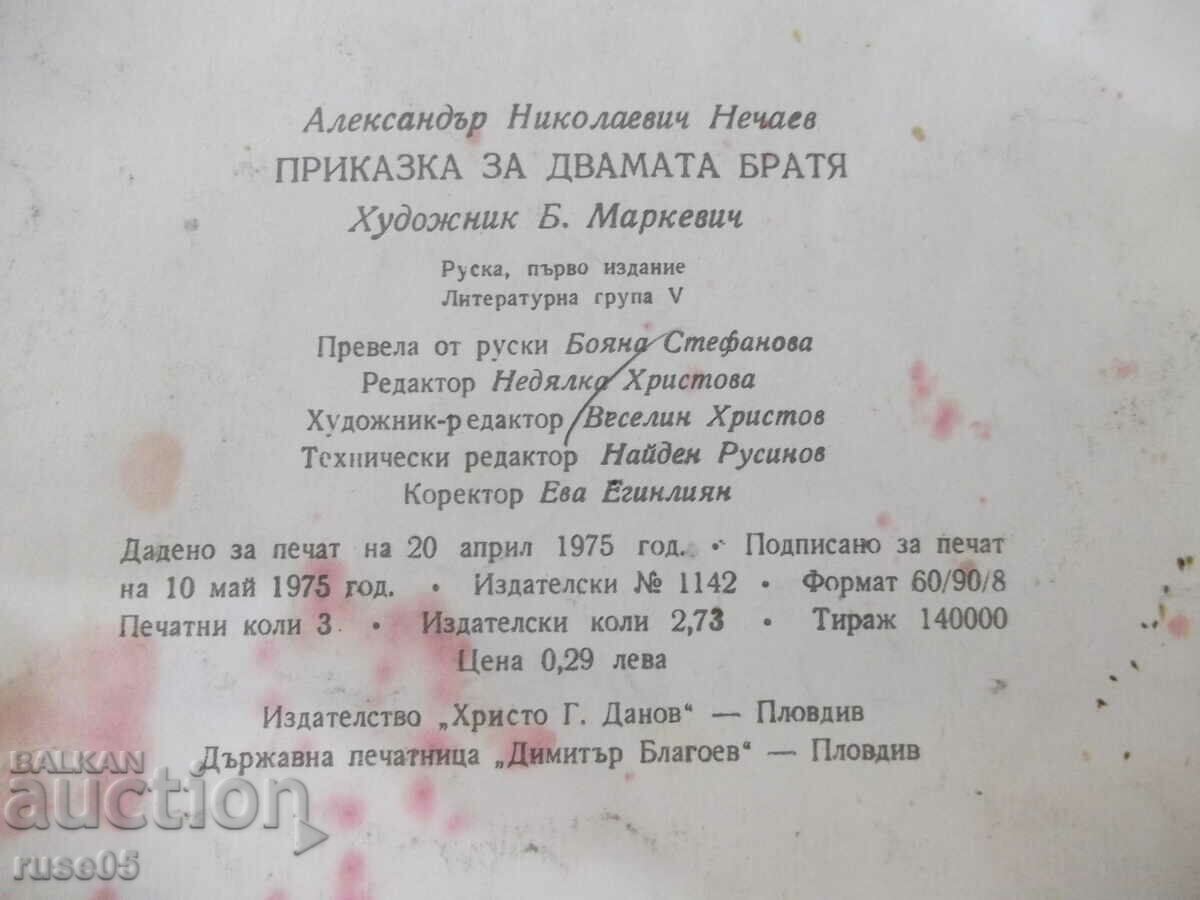 Александър Николаевич Нечаев
ПРИКАЗКА ЗА ДВАМАТА БРАТЯ
Художник Б. Маркевич
Руска, първо издание
Литературна група V
Превела от руски Бояна Стефанова
Редактор Недялка Христова
Художник-редактор Веселин Христов
Технически редактор Найден Русинов
Коректор Ева Егинлиян
Дадено за печат на 20 април 1975 год. • Подписано за печат
на 10 май 1975 год. • Издателски № 1142 • Формат 60/90/8
Печатни коли 3 • Издателски коли 2,73 • Тираж 140000
Цена 0,29 лева
Издателство „Христо Г. Данов“ — Пловдив
Държавна печатница „Димитър Благоев“ — Пловдив
BALKAN
auction
ruse05